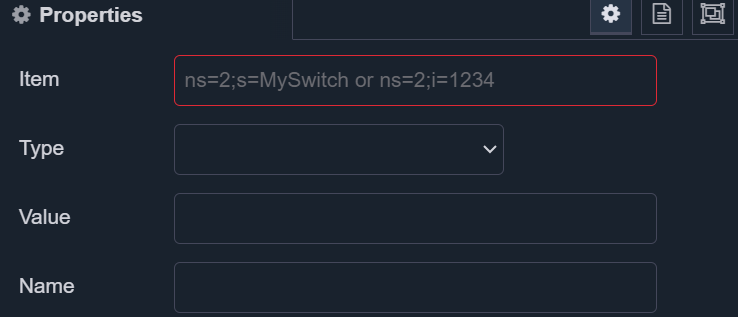 Properties
Item
ns=2;s=MySwitch or ns=2;i=1234
Type
Value
Name